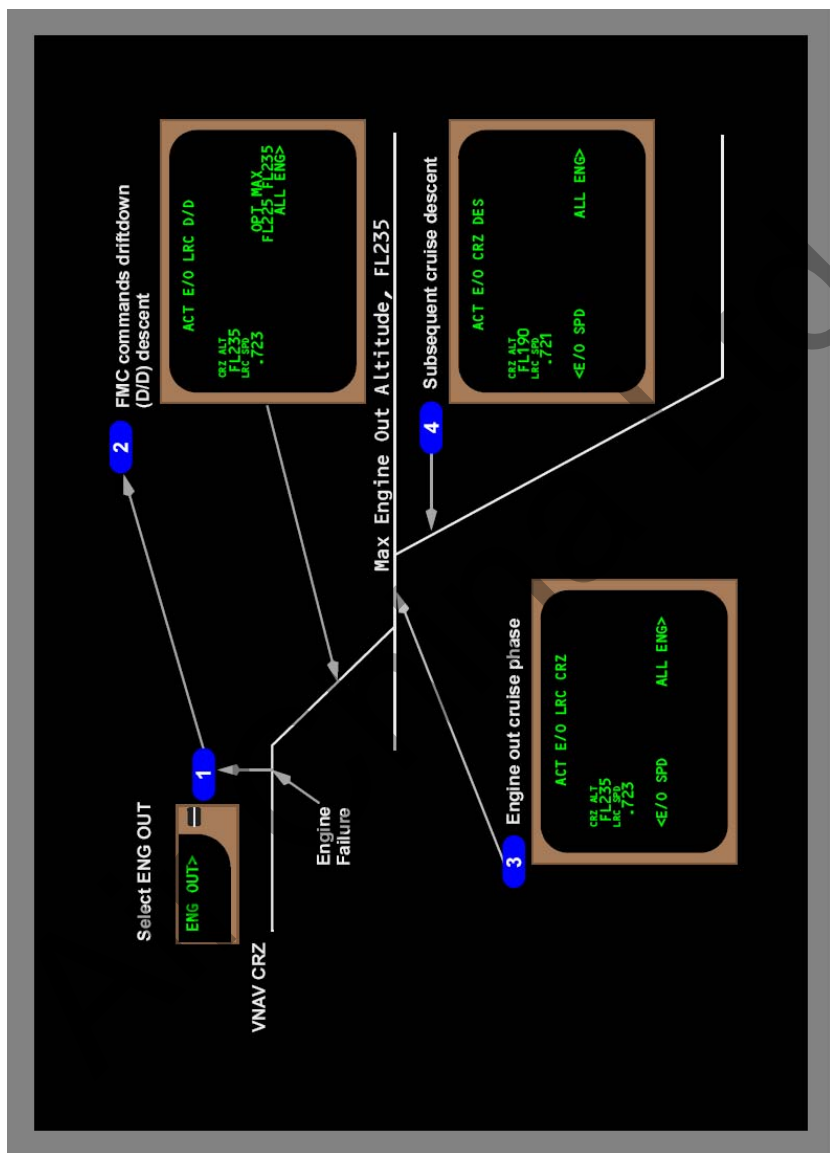 Select ENG OUT
ENG OUT>
1
VNAV CRZ
Engine
Failure
2
FMC commands driftdown
(D/D) descent
ACT E/O LRC D/D
CRZ ALT
FL235
LRC SPD
.723
OPT MAX
FL225 FL235
ALL ENG>
Max Engine Out Altitude, FL235
3
Engine out cruise phase
ACT E/O LRC CRZ
CRZ ALT
FL235
LRC SPD
.723
<E/O SPD ALL ENG>
4
Subsequent cruise descent
ACT E/O CRZ DES
CRZ ALT
FL190
LRC SPD
.721
<E/O SPD ALL ENG>